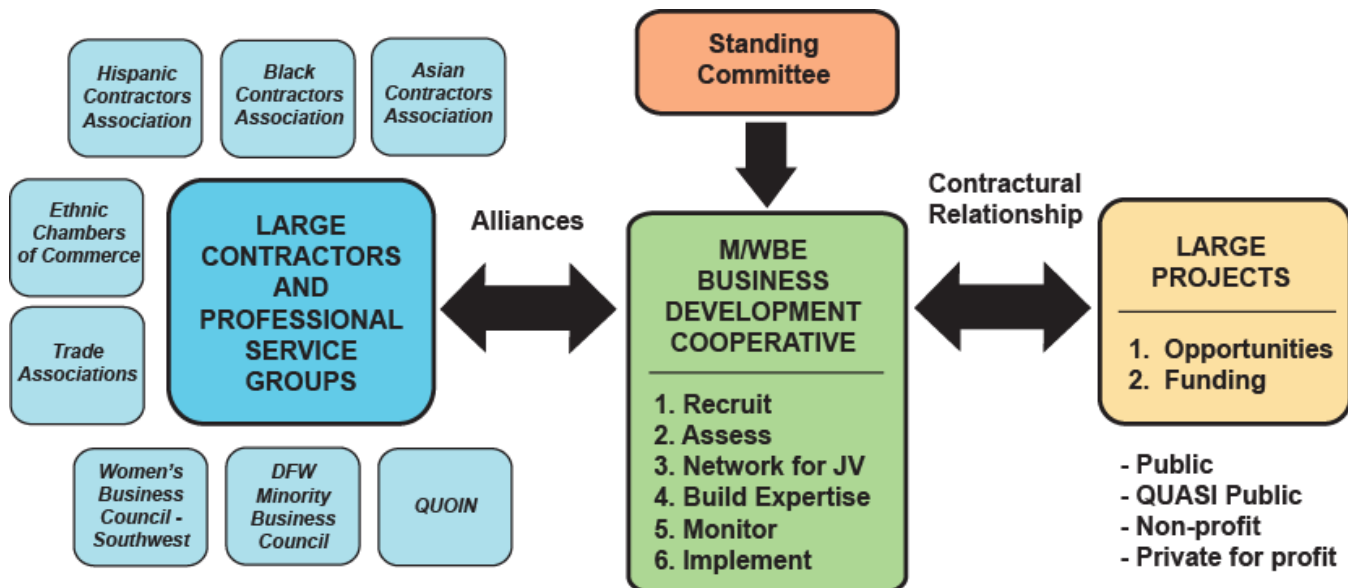 Hispanic
Contractors
Association
Black
Contractors
Association
Asian
Contractors
Association
Standing
Committee
Ethnic
Chambers
of Commerce
Trade
Associations
LARGE
CONTRACTORS
AND
PROFESSIONAL
SERVICE
GROUPS
Women's
Business
Council -
Southwest
DFW
Minority
Business
Council
QUOIN
Alliances
M/WBE
BUSINESS
DEVELOPMENT
COOPERATIVE
1. Recruit
2. Assess
3. Network for JV
4. Build Expertise
5. Monitor
6. Implement
Contractural
Relationship
LARGE
PROJECTS
1. Opportunities
2. Funding
- Public
- QUASI Public
- Non-profit
- Private for profit